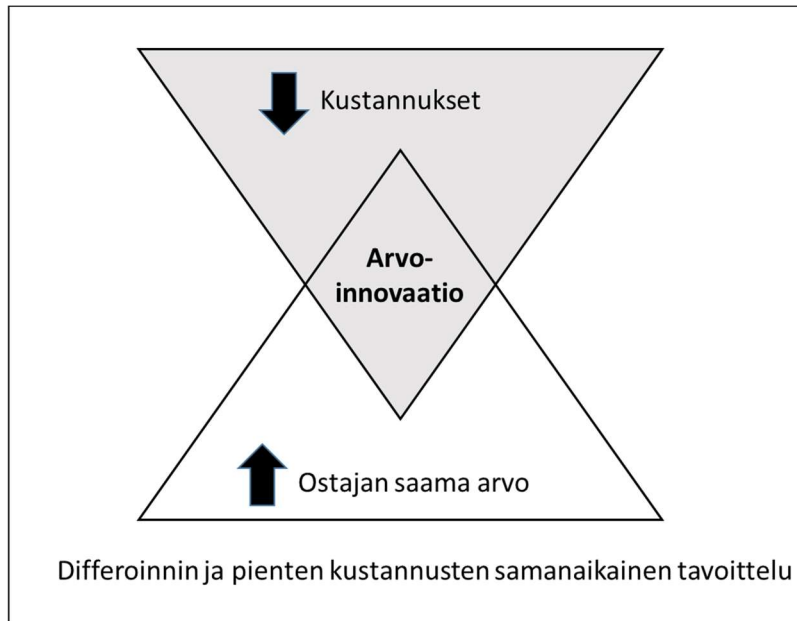 Kustannukset
Arvo-
innovaatio
Ostajan saama arvo
Differoinnin ja pienten kustannusten samanaikainen tavoittelu